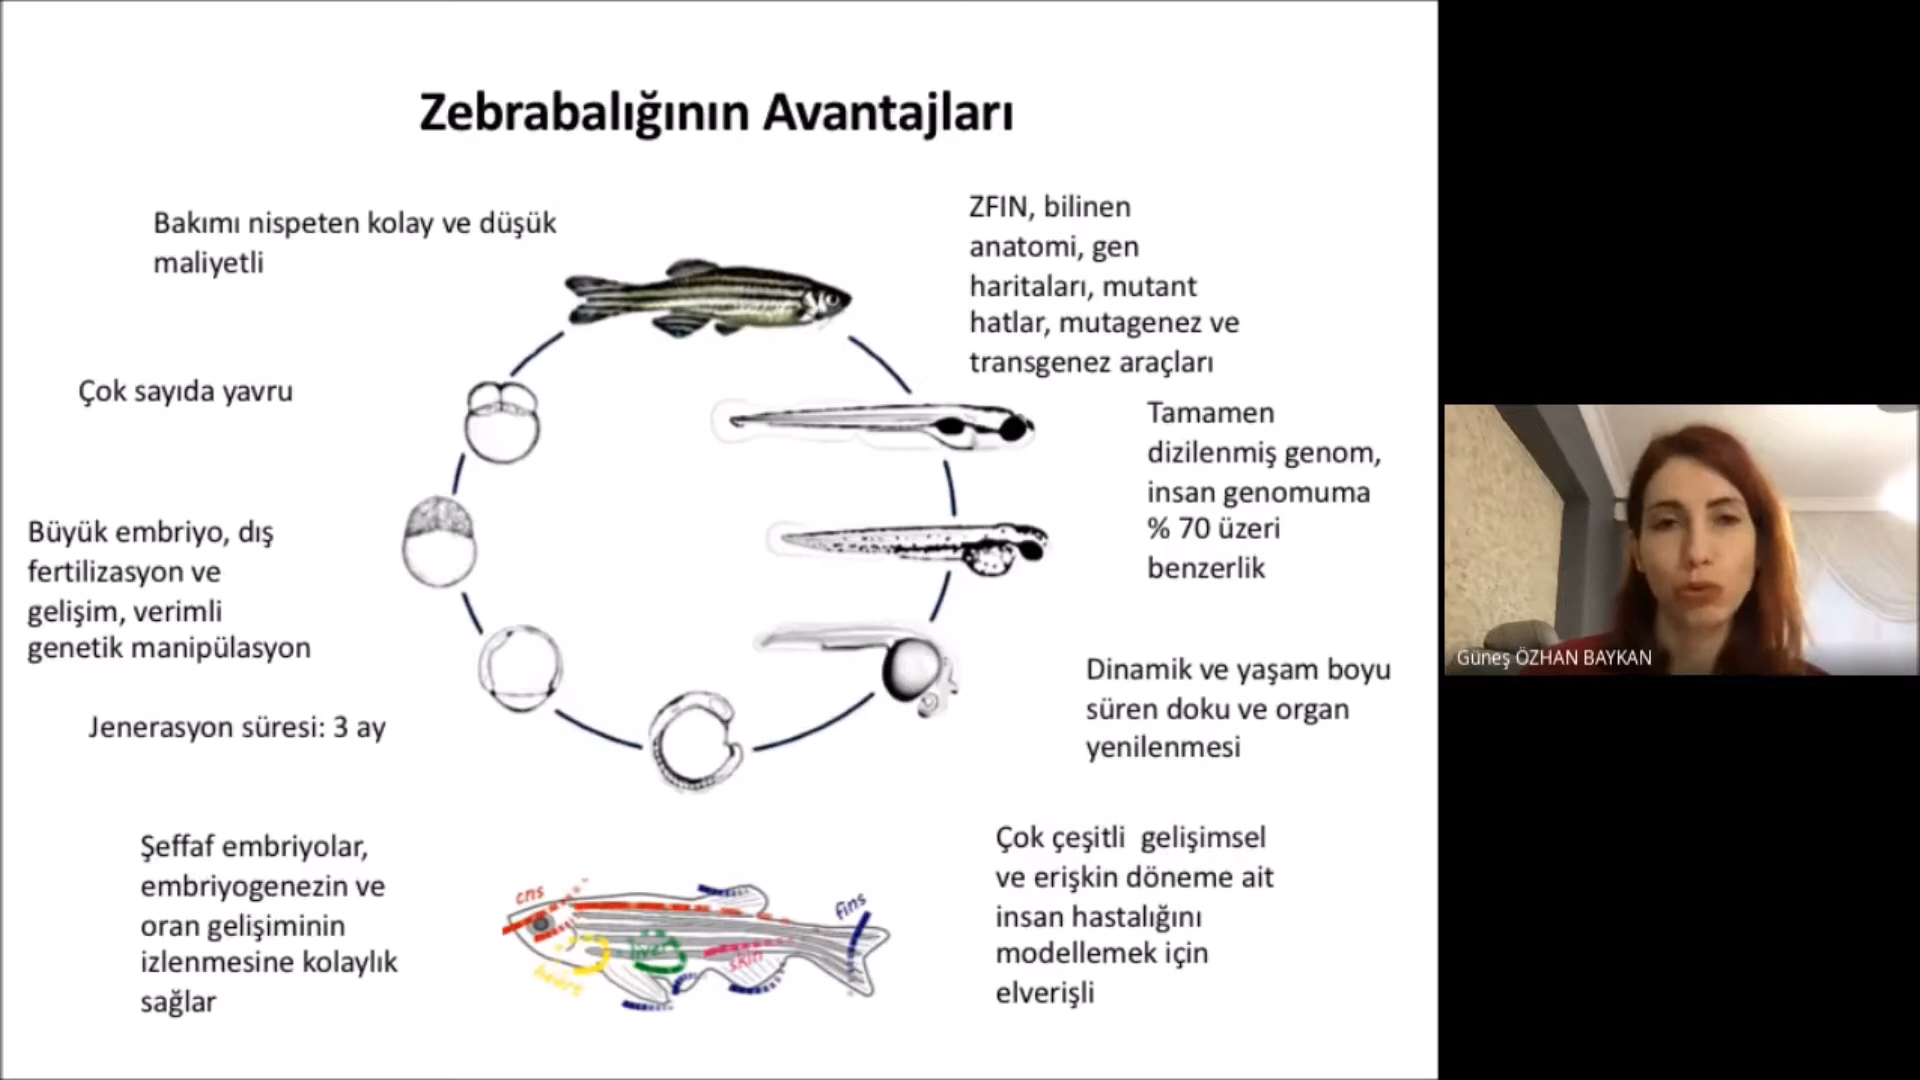 Zebrabalığının Avantajları
Bakımı nispeten kolay ve düşük
maliyetli
ZFIN, bilinen
anatomi, gen
haritaları, mutant
hatlar, mutagenez ve
transgenez araçları
Çok sayıda yavru
Tamamen
dizilenmiş genom,
insan genomuma
% 70 üzeri
benzerlik
Büyük embriyo, dış
fertilizasyon ve
gelişim, verimli
genetik manipülasyon
Dinamik ve yaşam boyu
süren doku ve organ
yenilenmesi
Jenerasyon süresi: 3 ay
Şeffaf embriyolar,
embriyogenezin ve
oran gelişiminin
izlenmesine kolaylık
sağlar
cns
heart
liver
skin
fins
Çok çeşitli gelişimsel
ve erişkin döneme ait
insan hastalığını
modellemek için
elverişli
Güneş ÖZHAN BAYKAN